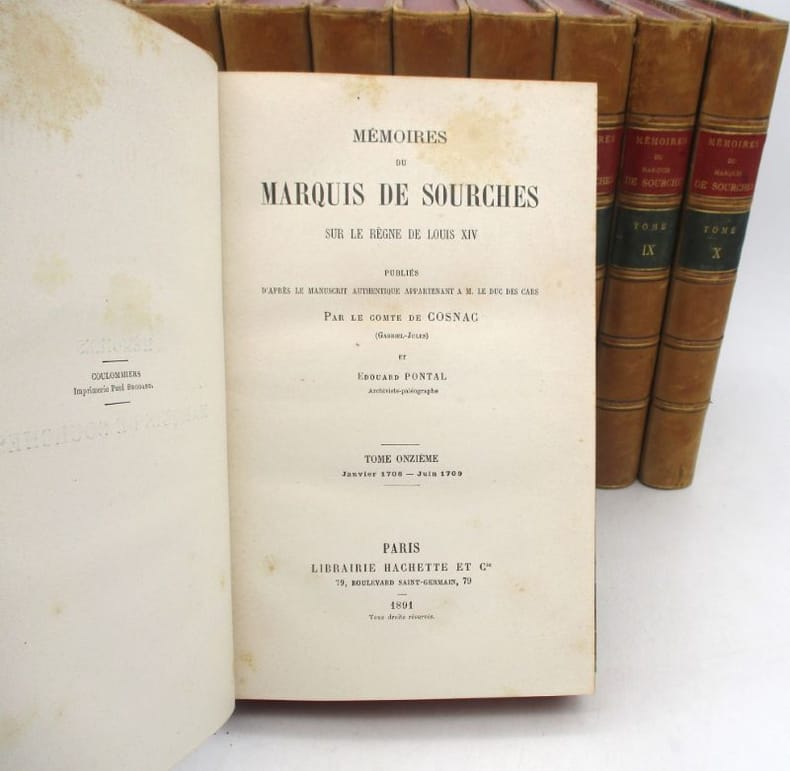 COULOMMIERS
Imprimerie Paul BRODARD.
MÉMOIRES
DU
MARQUIS DE SOURCHES
SUR LE RÈGNE DE LOUIS XIV
PUBLIÉS
D'APRÈS LE MANUSCRIT AUTHENTIQUE APPARTENANT A M. LE DUC DES CARS
PAR LE COMTE DE COSNAC
(GABRIEL-JULES)
ET
EDOUARD PONTAL
Archiviste-paléographe
TOME ONZIÈME
Janvier 1708 — Juin 1709
PARIS
LIBRAIRIE HACHETTE ET Cie
79, BOULEVARD SAINT-GERMAIN, 79
1891
Tous droits réservés.
MÉMOIRES
DU
MARQUIS
DE SOURCHES
TOME
IX
MÉMOIRES
DU
MARQUIS
DE SOURCHES
TOME
X